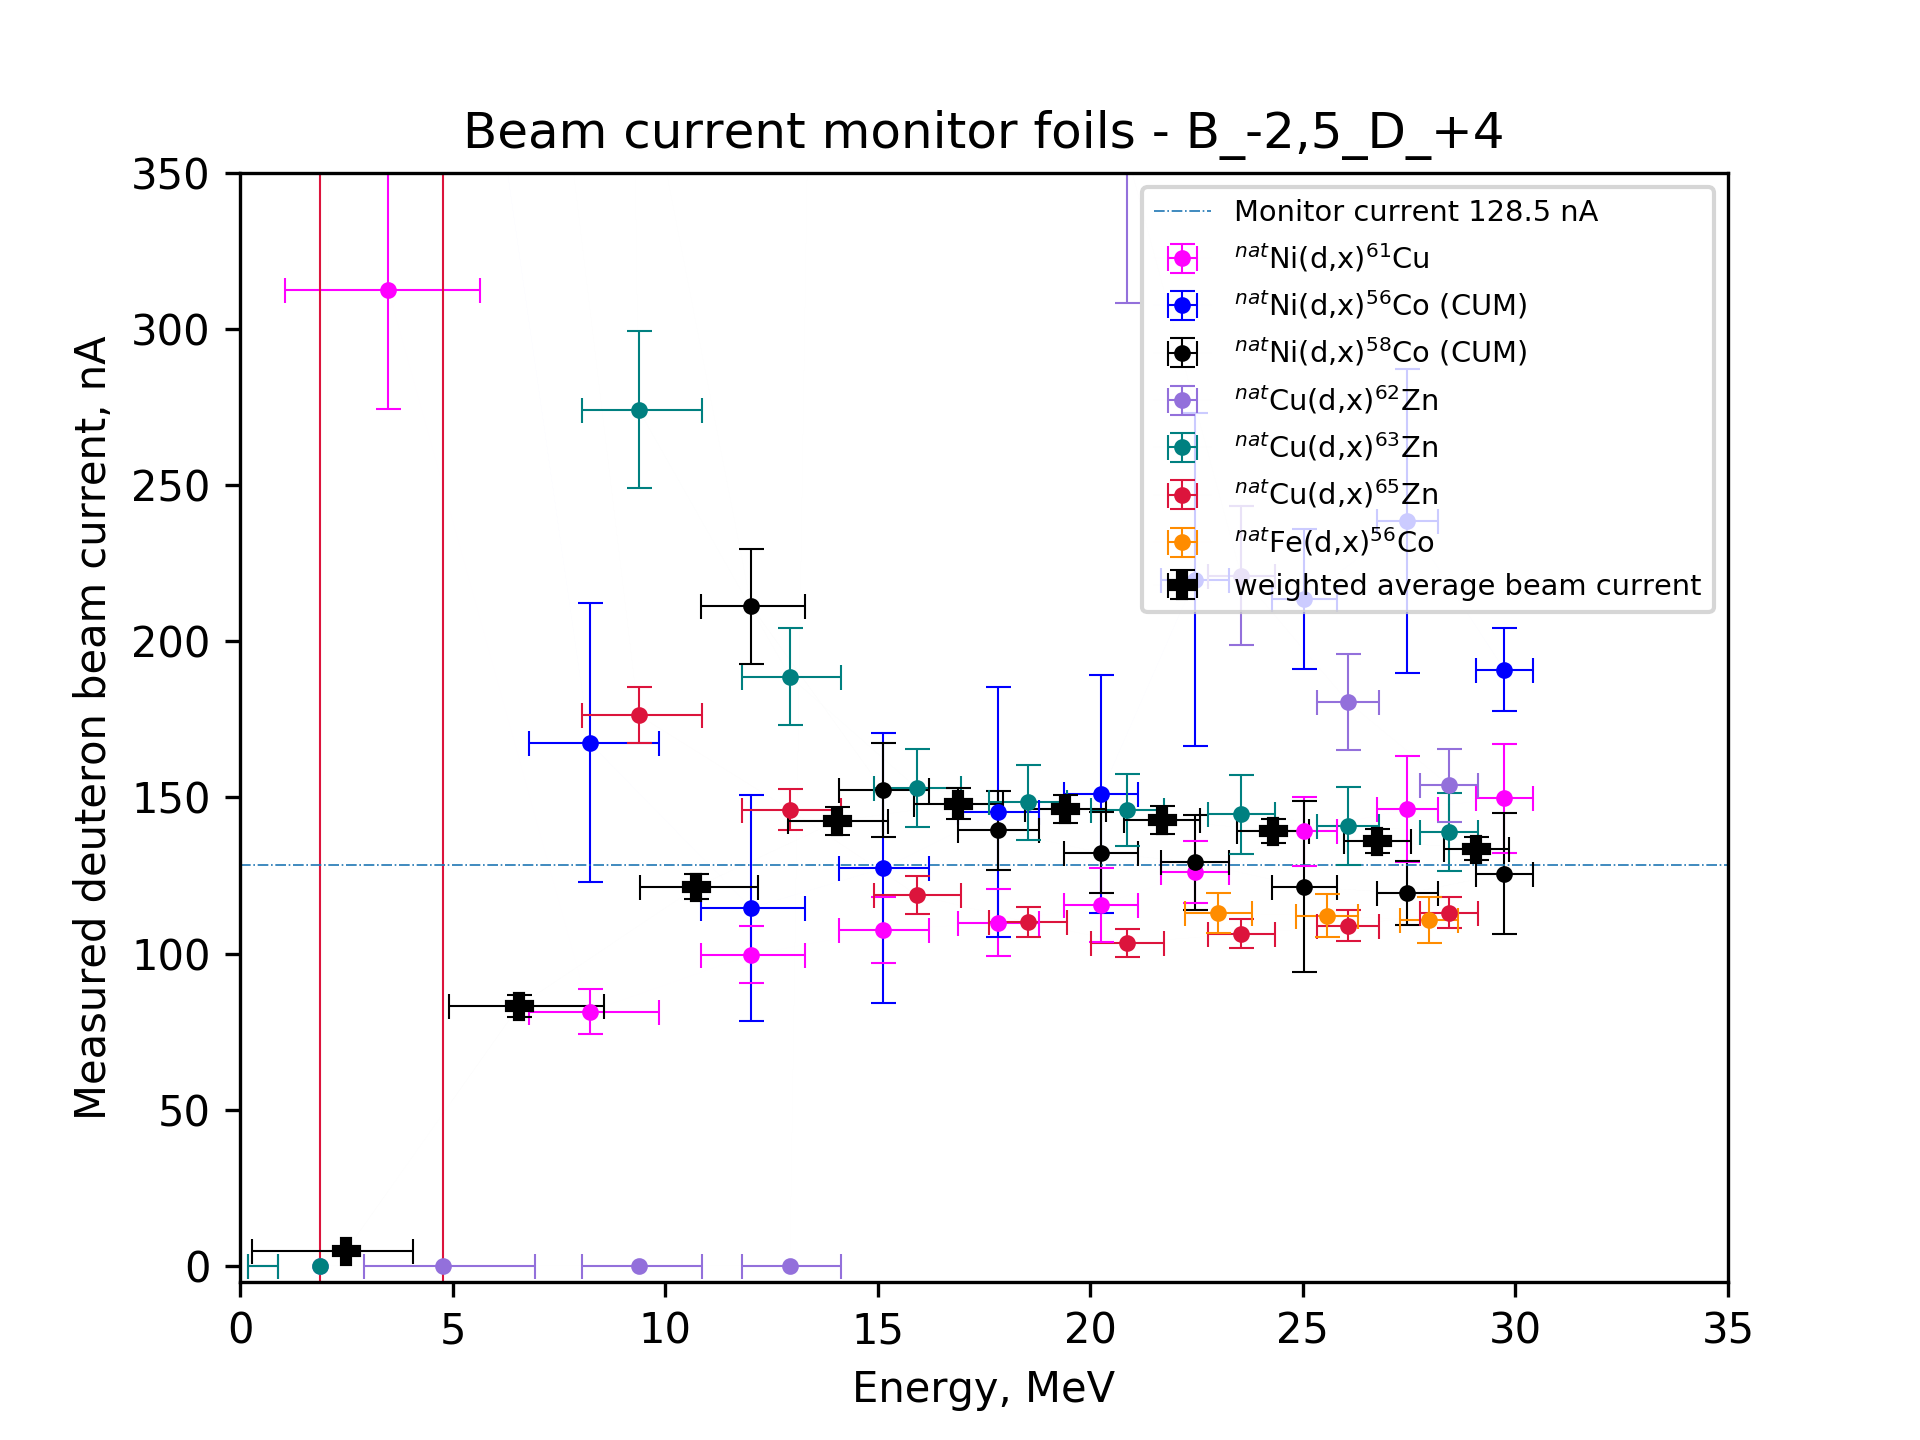 Beam current monitor foils - B_-2,5_D_+4
350
300
250
200
150
100
50
0
Measured deuteron beam current, nA
Monitor current 128.5 nA
ⁿᵃᵗNi(d,x)⁶¹Cu
ⁿᵃᵗNi(d,x)⁵⁶Co (CUM)
ⁿᵃᵗNi(d,x)⁵⁸Co (CUM)
ⁿᵃᵗCu(d,x)⁶²Zn
ⁿᵃᵗCu(d,x)⁶³Zn
ⁿᵃᵗCu(d,x)⁶⁵Zn
ⁿᵃᵗFe(d,x)⁵⁶Co
weighted average beam current
0 5 10 15 20 25 30 35
Energy, MeV